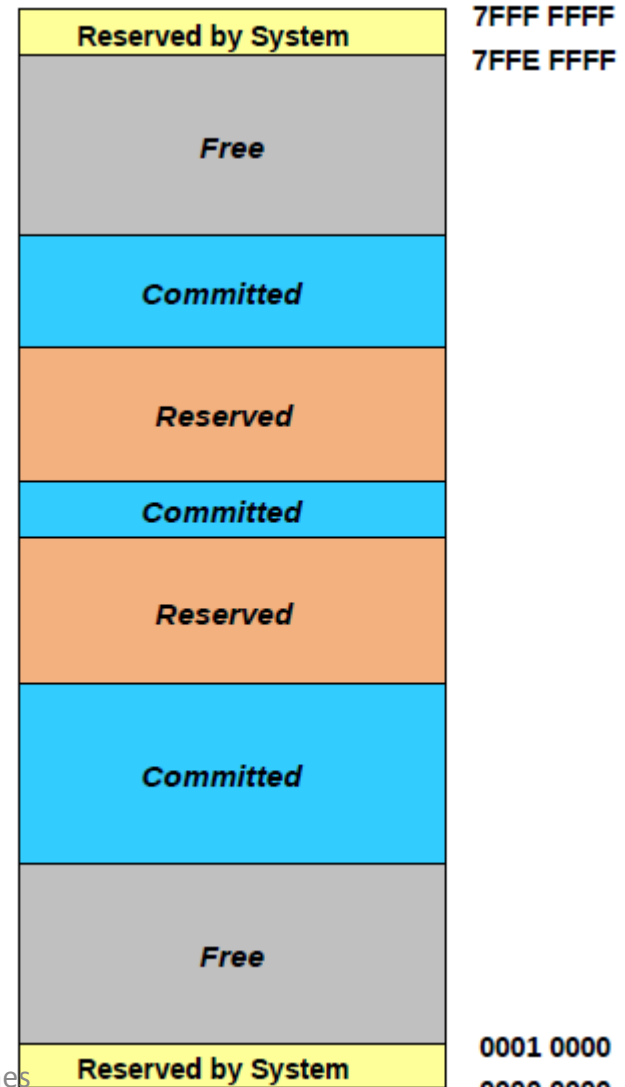 Reserved by System
7FFF FFFF
7FFE FFFF
Free
Committed
Reserved
Committed
Reserved
Committed
Free
0001 0000
Reserved by System